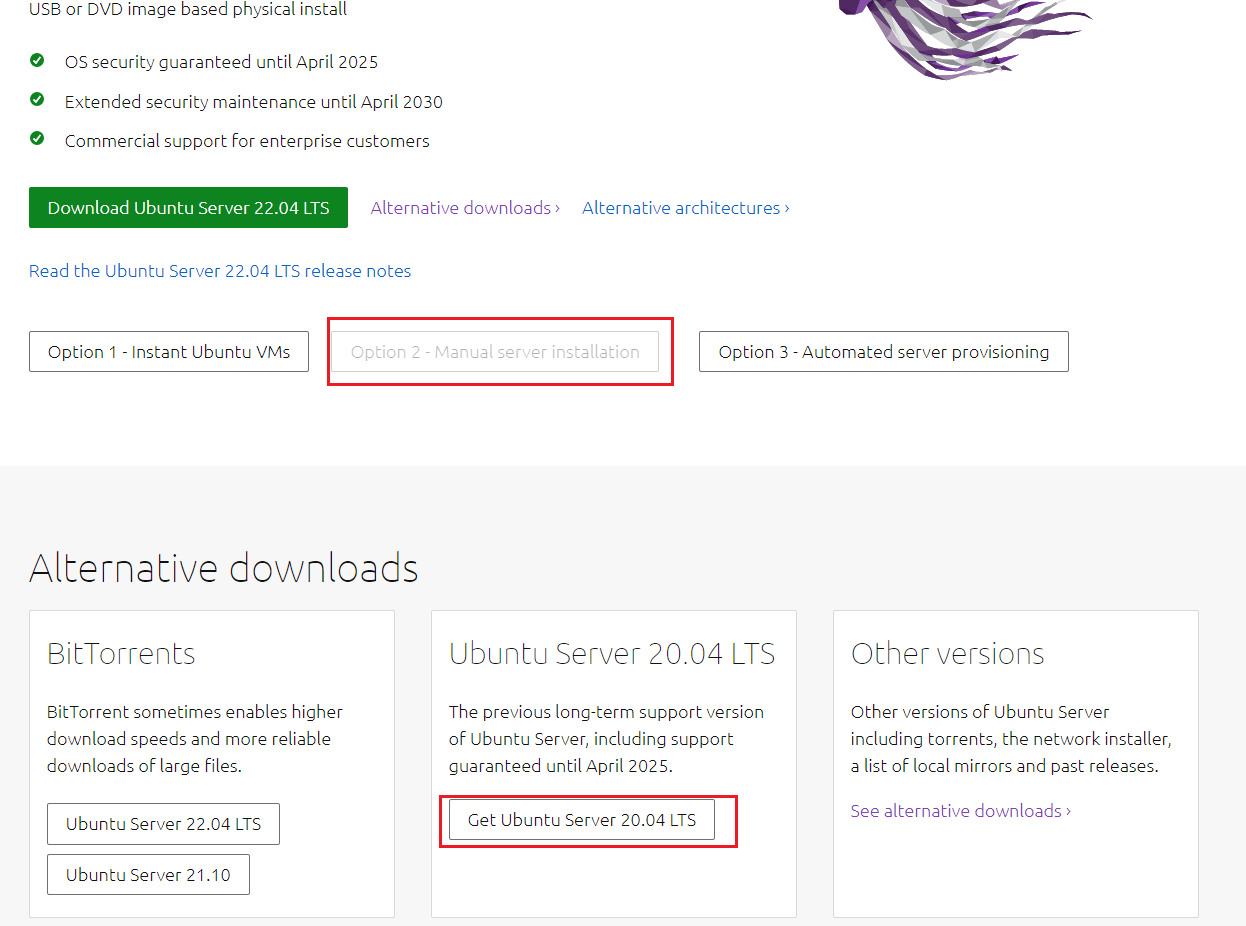 USB or DVD image based physical install
OS security guaranteed until April 2025
Extended security maintenance until April 2030
Commercial support for enterprise customers
Download Ubuntu Server 22.04 LTS
Alternative downloads ›
Alternative architectures ›
Read the Ubuntu Server 22.04 LTS release notes
Option 1 - Instant Ubuntu VMs
Option 2 - Manual server installation
Option 3 - Automated server provisioning
Alternative downloads
BitTorrents
BitTorrent sometimes enables higher
download speeds and more reliable
downloads of large files.
Ubuntu Server 22.04 LTS
Ubuntu Server 21.10
Ubuntu Server 20.04 LTS
The previous long-term support version
of Ubuntu Server, including support
guaranteed until April 2025.
Get Ubuntu Server 20.04 LTS
Other versions
Other versions of Ubuntu Server
including torrents, the network installer,
a list of local mirrors and past releases.
See alternative downloads ›